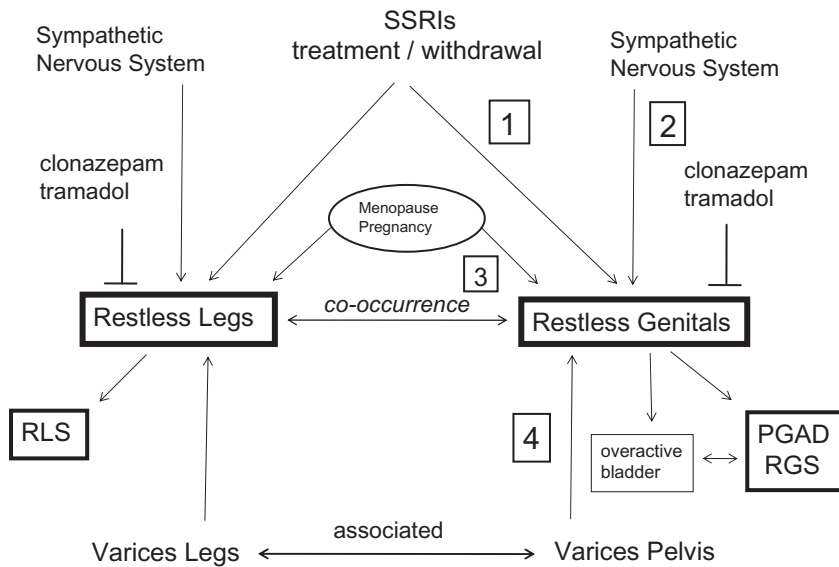 SSRIs
treatment / withdrawal
Sympathetic
Nervous System
Sympathetic
Nervous System
1
2
clonazepam
tramadol
clonazepam
tramadol
Menopause
Pregnancy
3
co-occurrence
Restless Legs
Restless Genitals
RLS
4
overactive
bladder
PGAD
RGS
associated
Varices Legs
Varices Pelvis